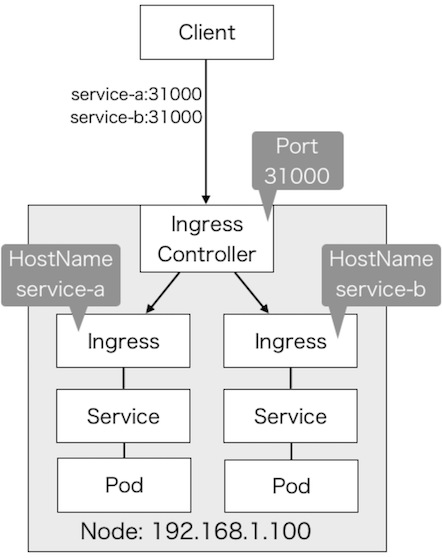 Client
service-a:31000
service-b:31000
Port
31000
Ingress
Controller
HostName
service-a
HostName
service-b
Ingress
Ingress
Service
Service
Pod
Pod
Node: 192.168.1.100